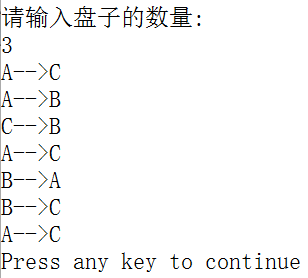 请输入盘子的数量:
3
A-->C
A-->B
C-->B
A-->C
B-->A
B-->C
A-->C
Press any key to continue